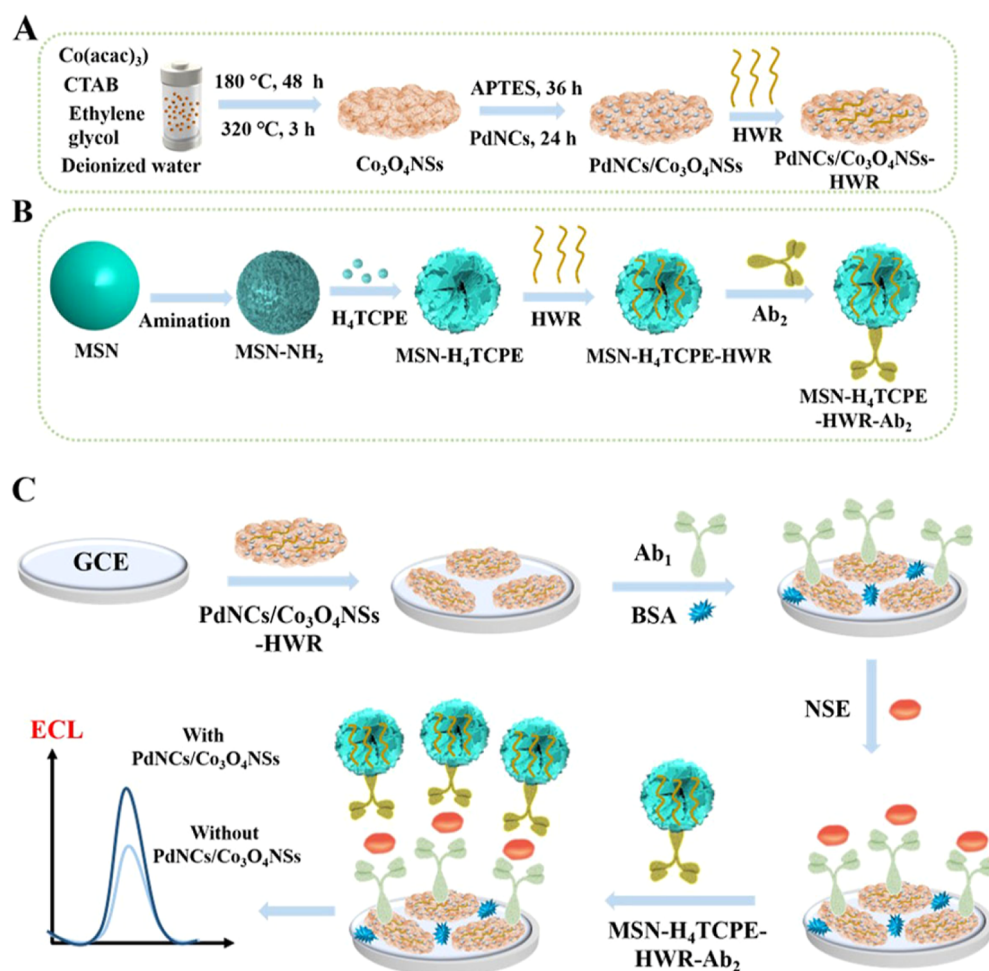 A
Co(acac)₃)
CTAB
Ethylene
glycol
Deionized water
180 °C, 48 h
320 °C, 3 h
Co₃O₄NSs
APTES, 36 h
PdNCs, 24 h
PdNCs/Co₃O₄NSs
HWR
PdNCs/Co₃O₄NSs-
HWR
B
MSN
Amination
MSN-NH₂
H₄TCPE
MSN-H₄TCPE
HWR
MSN-H₄TCPE-HWR
Ab₂
MSN-H₄TCPE
-HWR-Ab₂
C
GCE
PdNCs/Co₃O₄NSs
-HWR
Ab₁
BSA
NSE
MSN-H₄TCPE-
HWR-Ab₂
ECL
With
PdNCs/Co₃O₄NSs
Without
PdNCs/Co₃O₄NSs